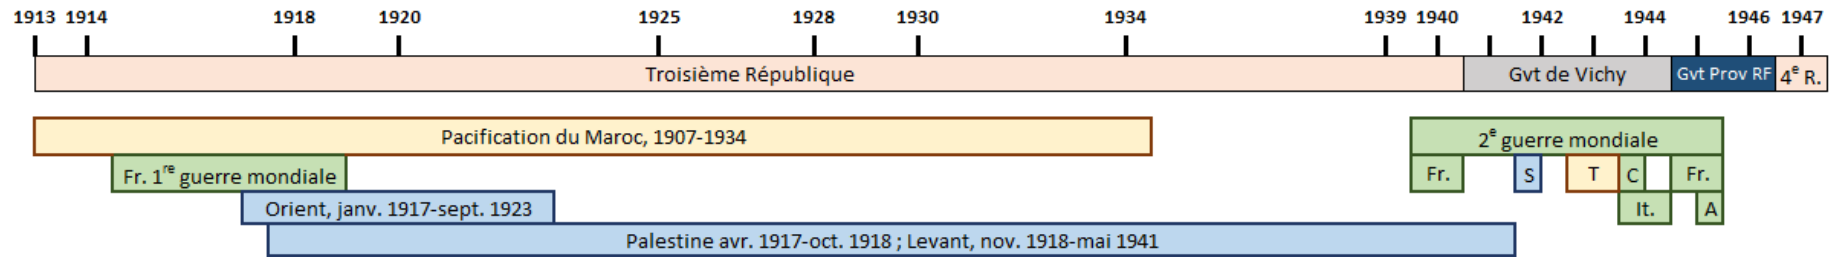 1913 1914 1918 1920 1925 1928 1930 1934 1939 1940 1942 1944 1946 1947
Troisième République Gvt de Vichy Gvt Prov RF 4e R.
Pacification du Maroc, 1907-1934 2e guerre mondiale
Fr. 1re guerre mondiale Fr. S T C Fr.
Orient, janv. 1917-sept. 1923 It. A
Palestine avr. 1917-oct. 1918 ; Levant, nov. 1918-mai 1941